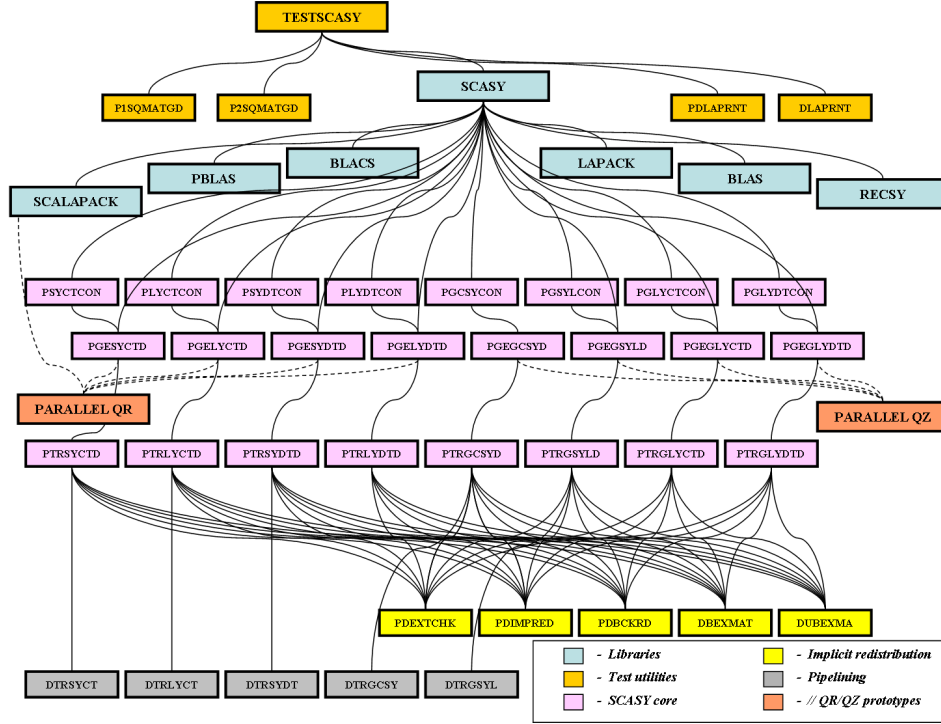 TESTSCASY
SCASY
P1SQMATGD
P2SQMATGD
PDLAPRNT
DLAPRNT
BLACS
LAPACK
PBLAS
BLAS
SCALAPACK
RECSY
PSYCTCON
PLYCTCON
PSYDTCON
PLYDTCON
PGCSYCON
PGSYLCON
PGLYCTCON
PGLYDTCON
PGESYCTD
PGELYCTD
PGESYDTD
PGELYDTD
PGEGCSYD
PGEGSYLD
PGEGLYCTD
PGEGLYDTD
PARALLEL QR
PARALLEL QZ
PTRSYCTD
PTRLYCTD
PTRSYDTD
PTRLYDTD
PTRGCSYD
PTRGSYLD
PTRGLYCTD
PTRGLYDTD
PDEXTCHK
PDIMPRED
PDBCKRD
DBEXMAT
DUBEXMA
DTRSYCT
DTRLYCT
DTRSYDT
DTRGCSY
DTRGSYL
- Libraries
- Test utilities
- SCASY core
- Implicit redistribution
- Pipelining
- // QR/QZ prototypes